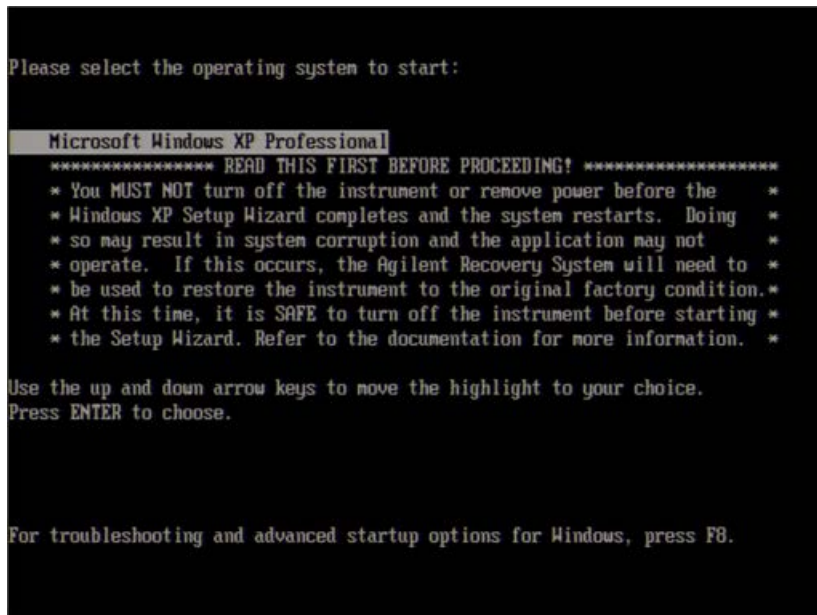 Please select the operating system to start:
Microsoft Windows XP Professional
**************** READ THIS FIRST BEFORE PROCEEDING! *******************
* You MUST NOT turn off the instrument or remove power before the *
* Windows XP Setup Wizard completes and the system restarts. Doing *
* so may result in system corruption and the application may not *
* operate. If this occurs, the Agilent Recovery System will need to *
* be used to restore the instrument to the original factory condition.*
* At this time, it is SAFE to turn off the instrument before starting *
* the Setup Wizard. Refer to the documentation for more information. *
Use the up and down arrow keys to move the highlight to your choice.
Press ENTER to choose.
For troubleshooting and advanced startup options for Windows, press F8.